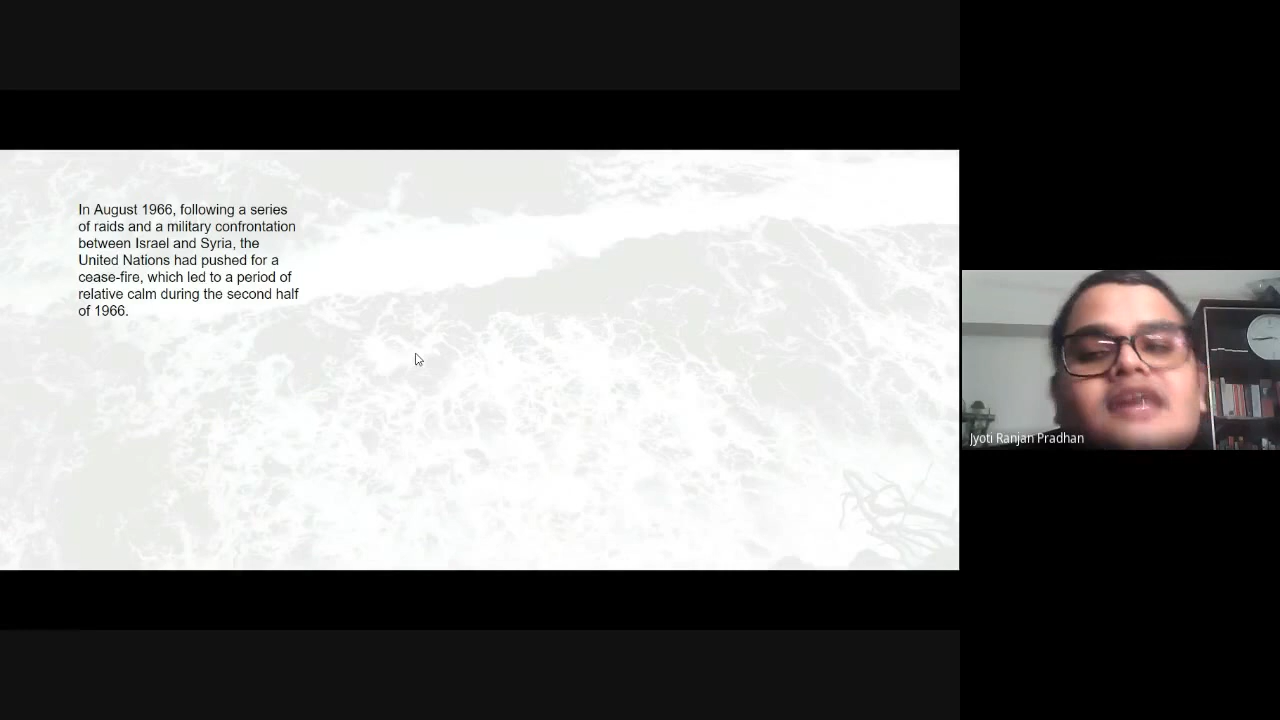 In August 1966, following a series
of raids and a military confrontation
between Israel and Syria, the
United Nations had pushed for a
cease-fire, which led to a period of
relative calm during the second half
of 1966.
Jyoti Ranjan Pradhan